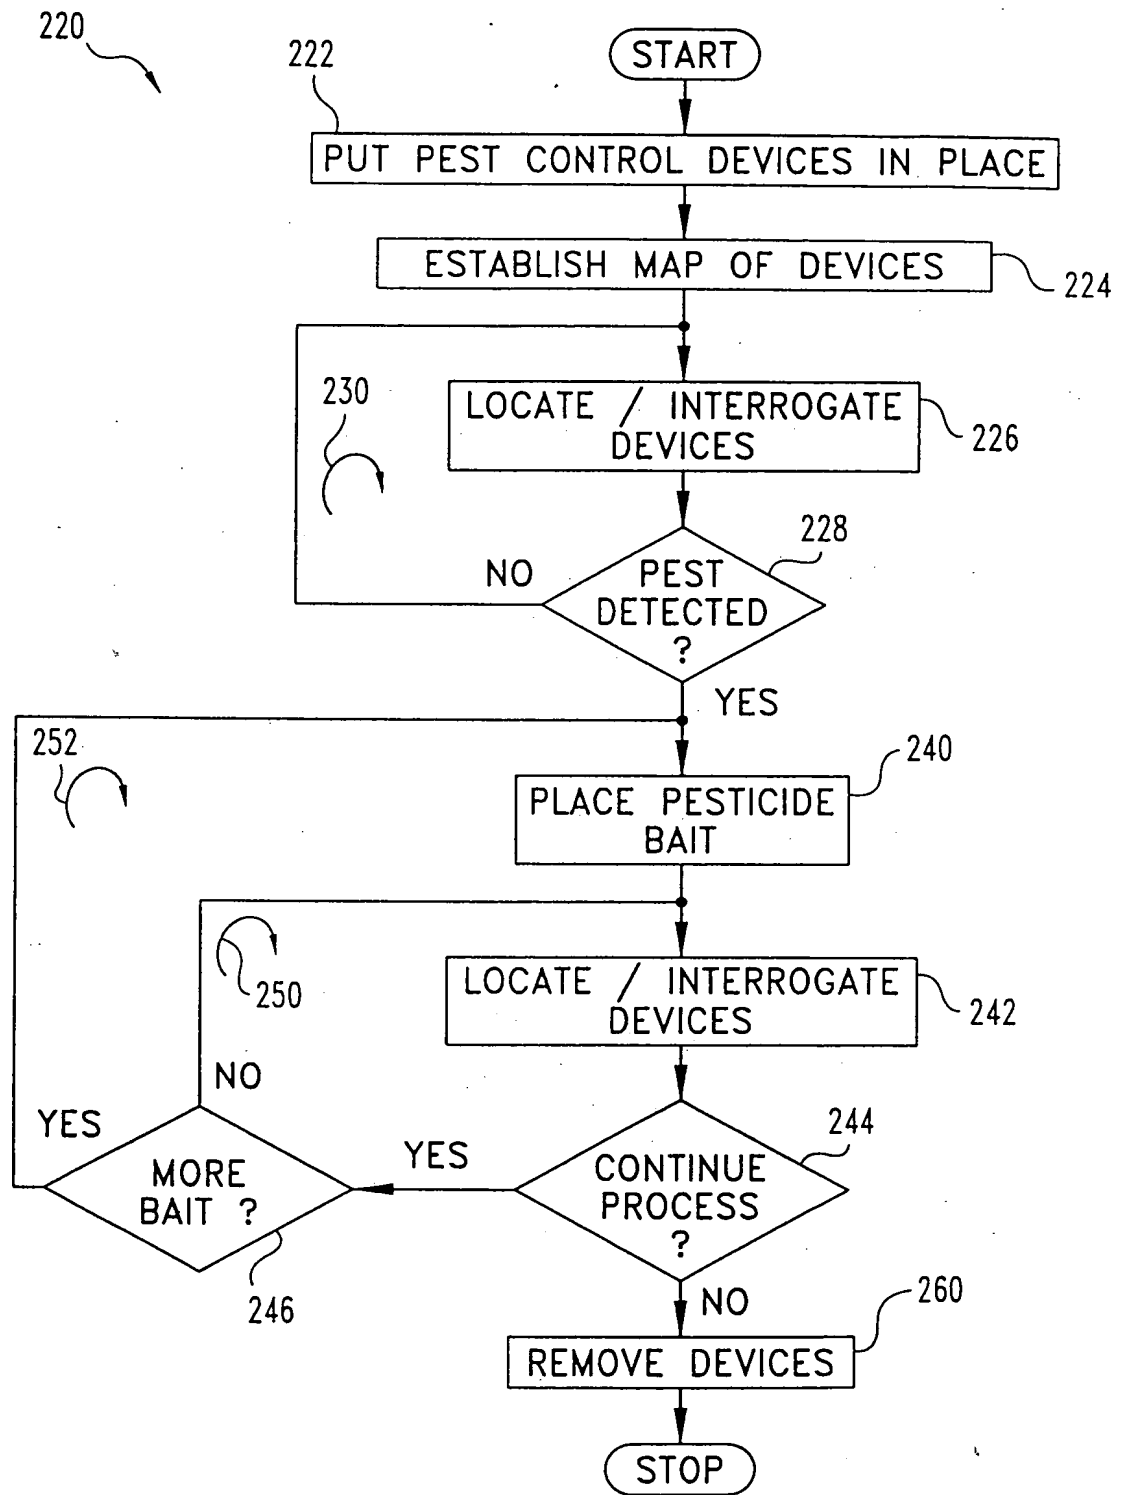 220
START
222
PUT PEST CONTROL DEVICES IN PLACE
ESTABLISH MAP OF DEVICES
224
230
LOCATE / INTERROGATE
DEVICES
226
228
NO
PEST
DETECTED
?
YES
252
240
PLACE PESTICIDE
BAIT
250
LOCATE / INTERROGATE
DEVICES
242
NO
YES
MORE
BAIT ?
246
YES
244
CONTINUE
PROCESS
?
NO
260
REMOVE DEVICES
STOP